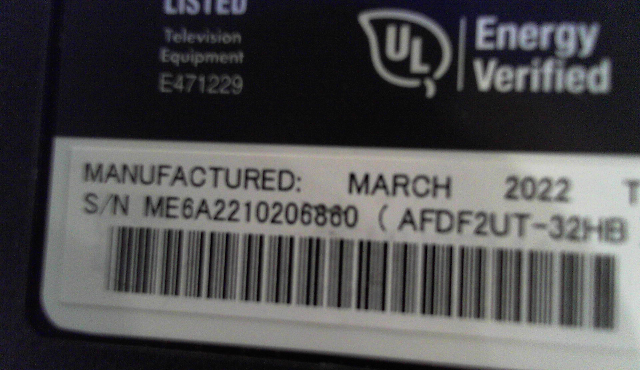 LISTED
Television
Equipment
E471229
UL
Energy
Verified
MANUFACTURED: MARCH 2022 T
S/N ME6A2210206860 ( AFDF2UT-32HB